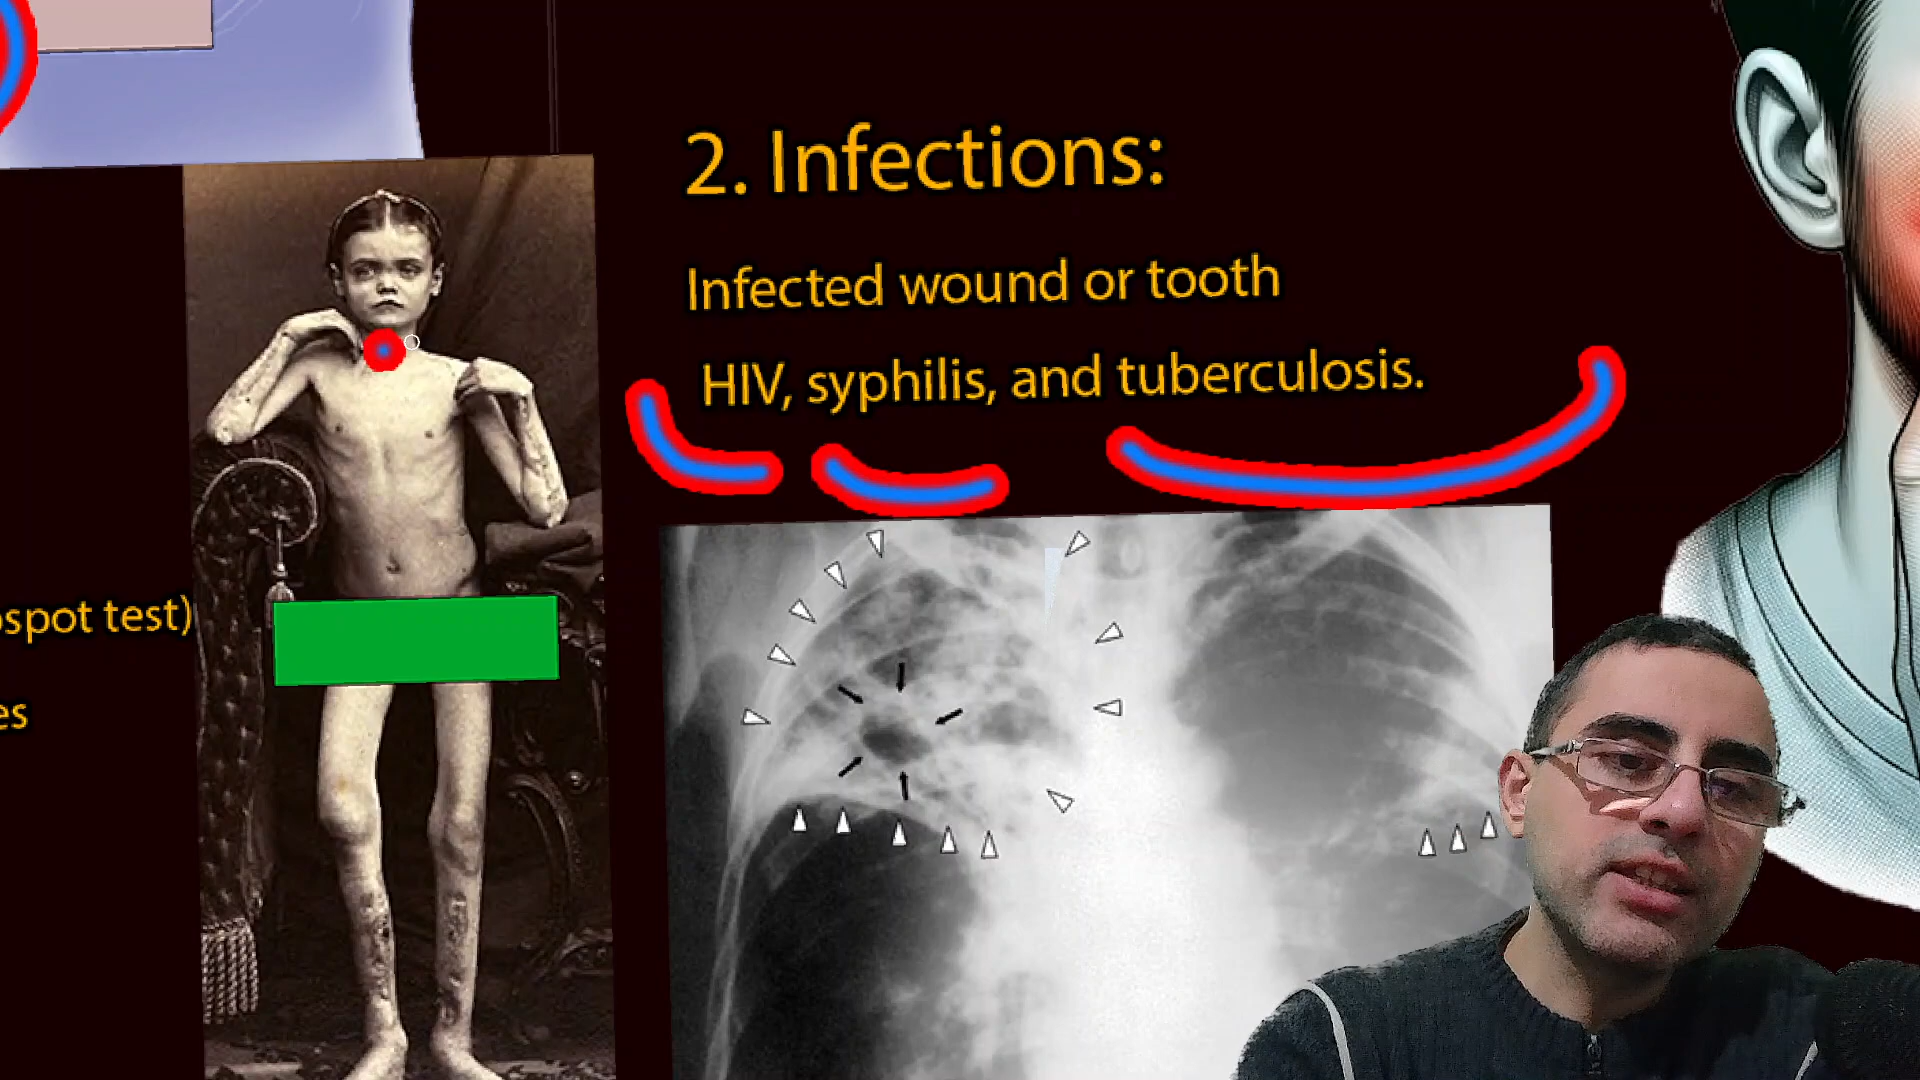 2. Infections:
Infected wound or tooth
HIV, syphilis, and tuberculosis.
spot test)
es